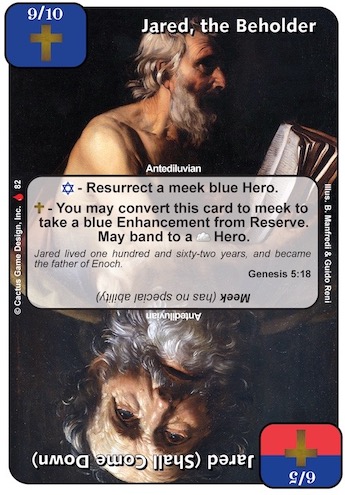 9/10
Jared, the Beholder
Antediluvian
✡ - Resurrect a meek blue Hero.
✝ - You may convert this card to meek to
take a blue Enhancement from Reserve.
May band to a Hero.
Jared lived one hundred and sixty-two years, and became
the father of Enoch.
Genesis 5:18
Meek (has no special ability)
Antediluvian
Jared (Shall Come Down)
6/5
© Cactus Game Design, Inc. 82
Illus. B. Manfredi & Guido Reni